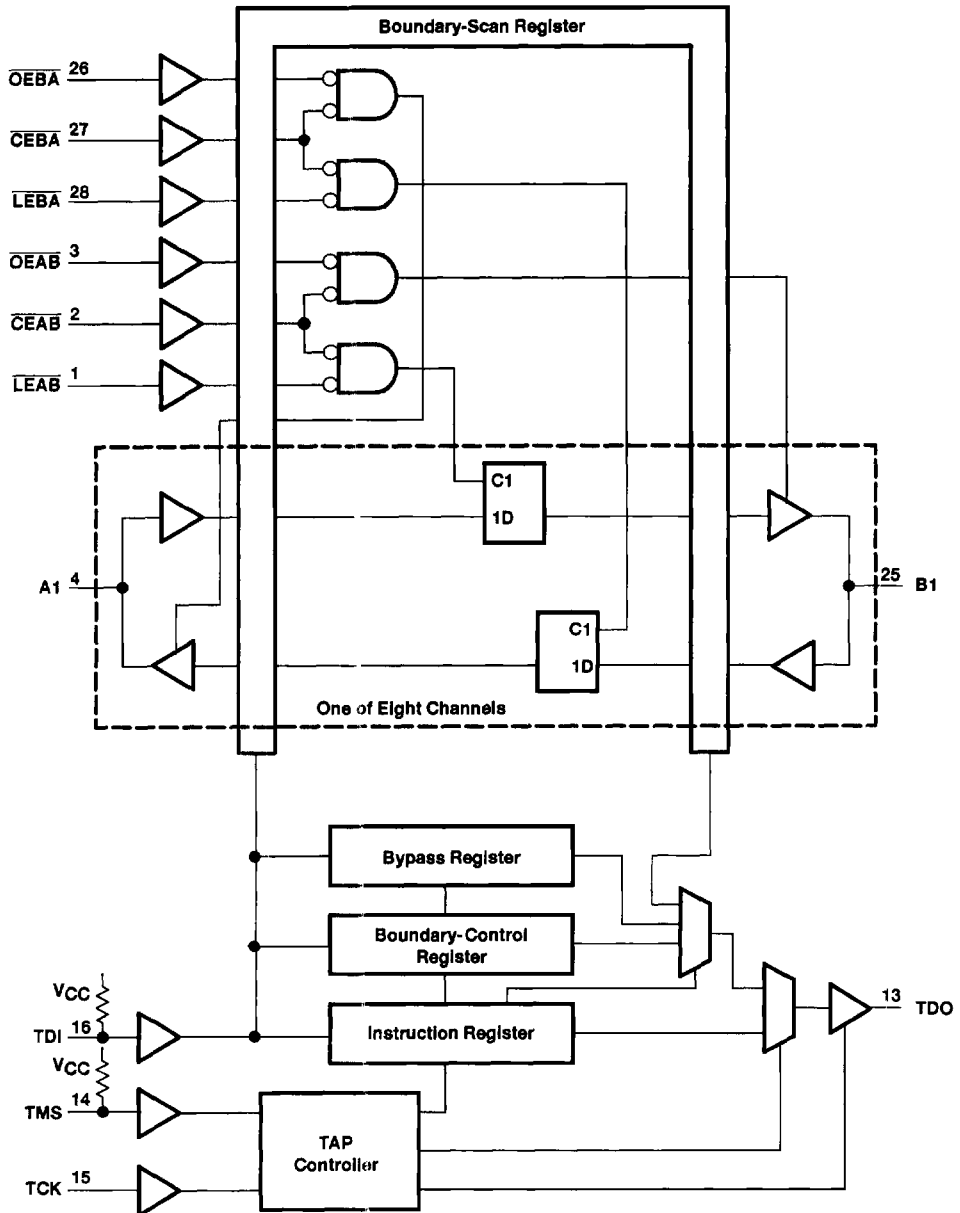 Boundary-Scan Register
OEBA 26
CEBA 27
LEBA 28
OEAB 3
CEAB 2
LEAB 1
C1
1D
A1 4
25 B1
C1
1D
One of Eight Channels
Bypass Register
Boundary-Control
Register
VCC
TDI 16
Instruction Register
13 TDO
VCC
TMS 14
TAP
Controller
TCK 15